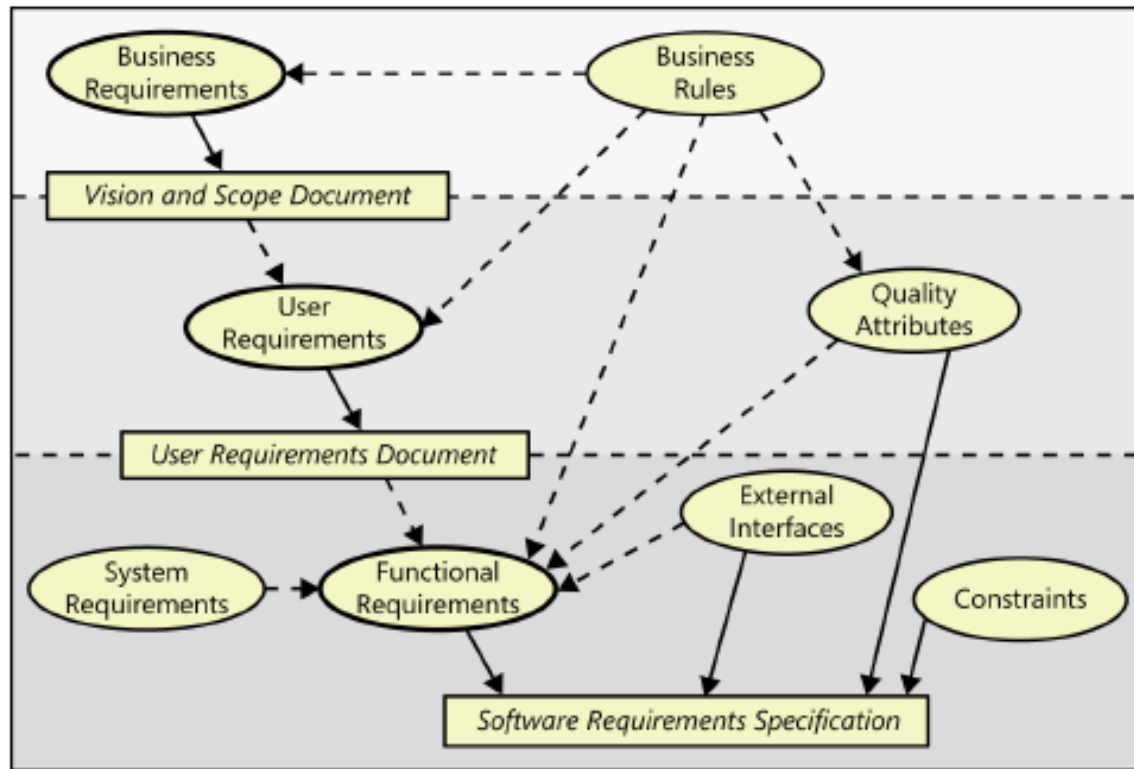 Business
Requirements
Business
Rules
Vision and Scope Document
User
Requirements
Quality
Attributes
User Requirements Document
External
Interfaces
System
Requirements
Functional
Requirements
Constraints
Software Requirements Specification